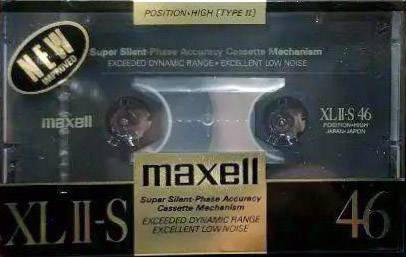 POSITION•HIGH [TYPE II]
NEW
IMPROVED
Super Silent-Phase Accuracy Cassette Mechanism
EXCEEDED DYNAMIC RANGE • EXCELLENT LOW NOISE
maxell
XL II-S 46
POSITION•HIGH
JAPAN•JAPON
maxell
Super Silent-Phase Accuracy
Cassette Mechanism
EXCEEDED DYNAMIC RANGE
EXCELLENT LOW NOISE
XL II-S
46